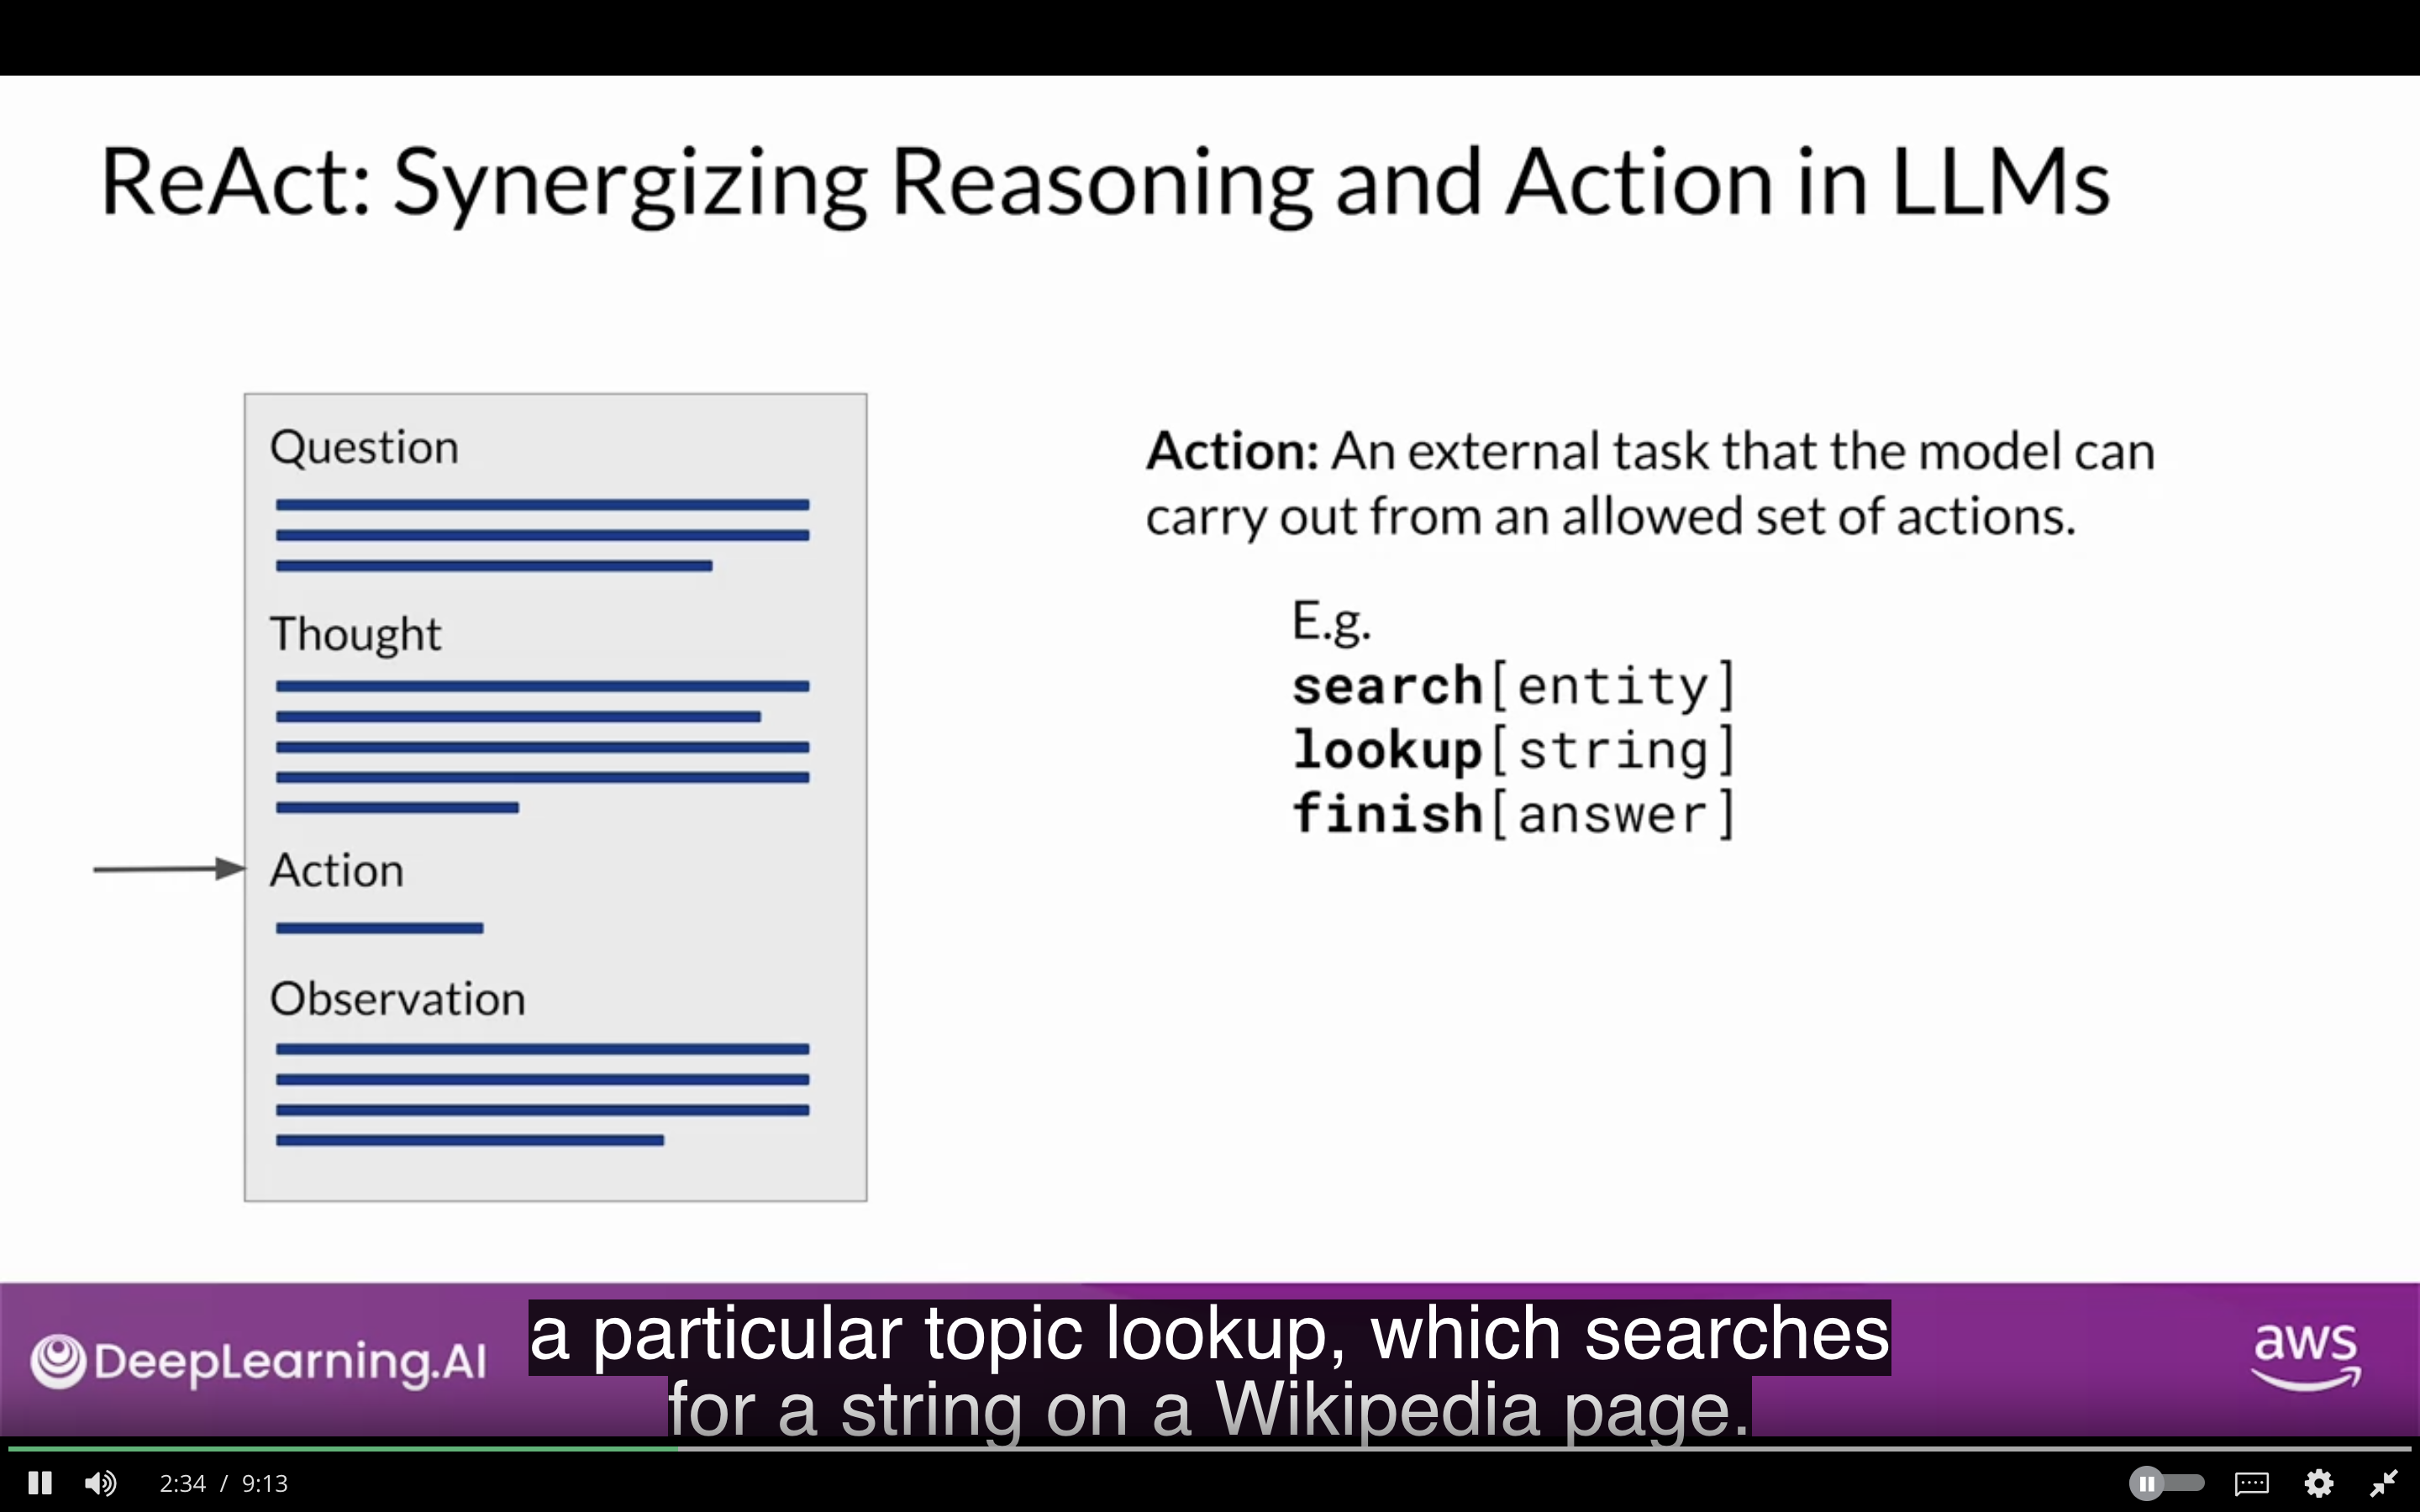 ReAct: Synergizing Reasoning and Action in LLMs
Question
Thought
Action
Observation
Action: An external task that the model can
carry out from an allowed set of actions.
E.g.
search[entity]
lookup[string]
finish[answer]
DeepLearning.AI
a particular topic lookup, which searches
for a string on a Wikipedia page.
aws
2:34 / 9:13